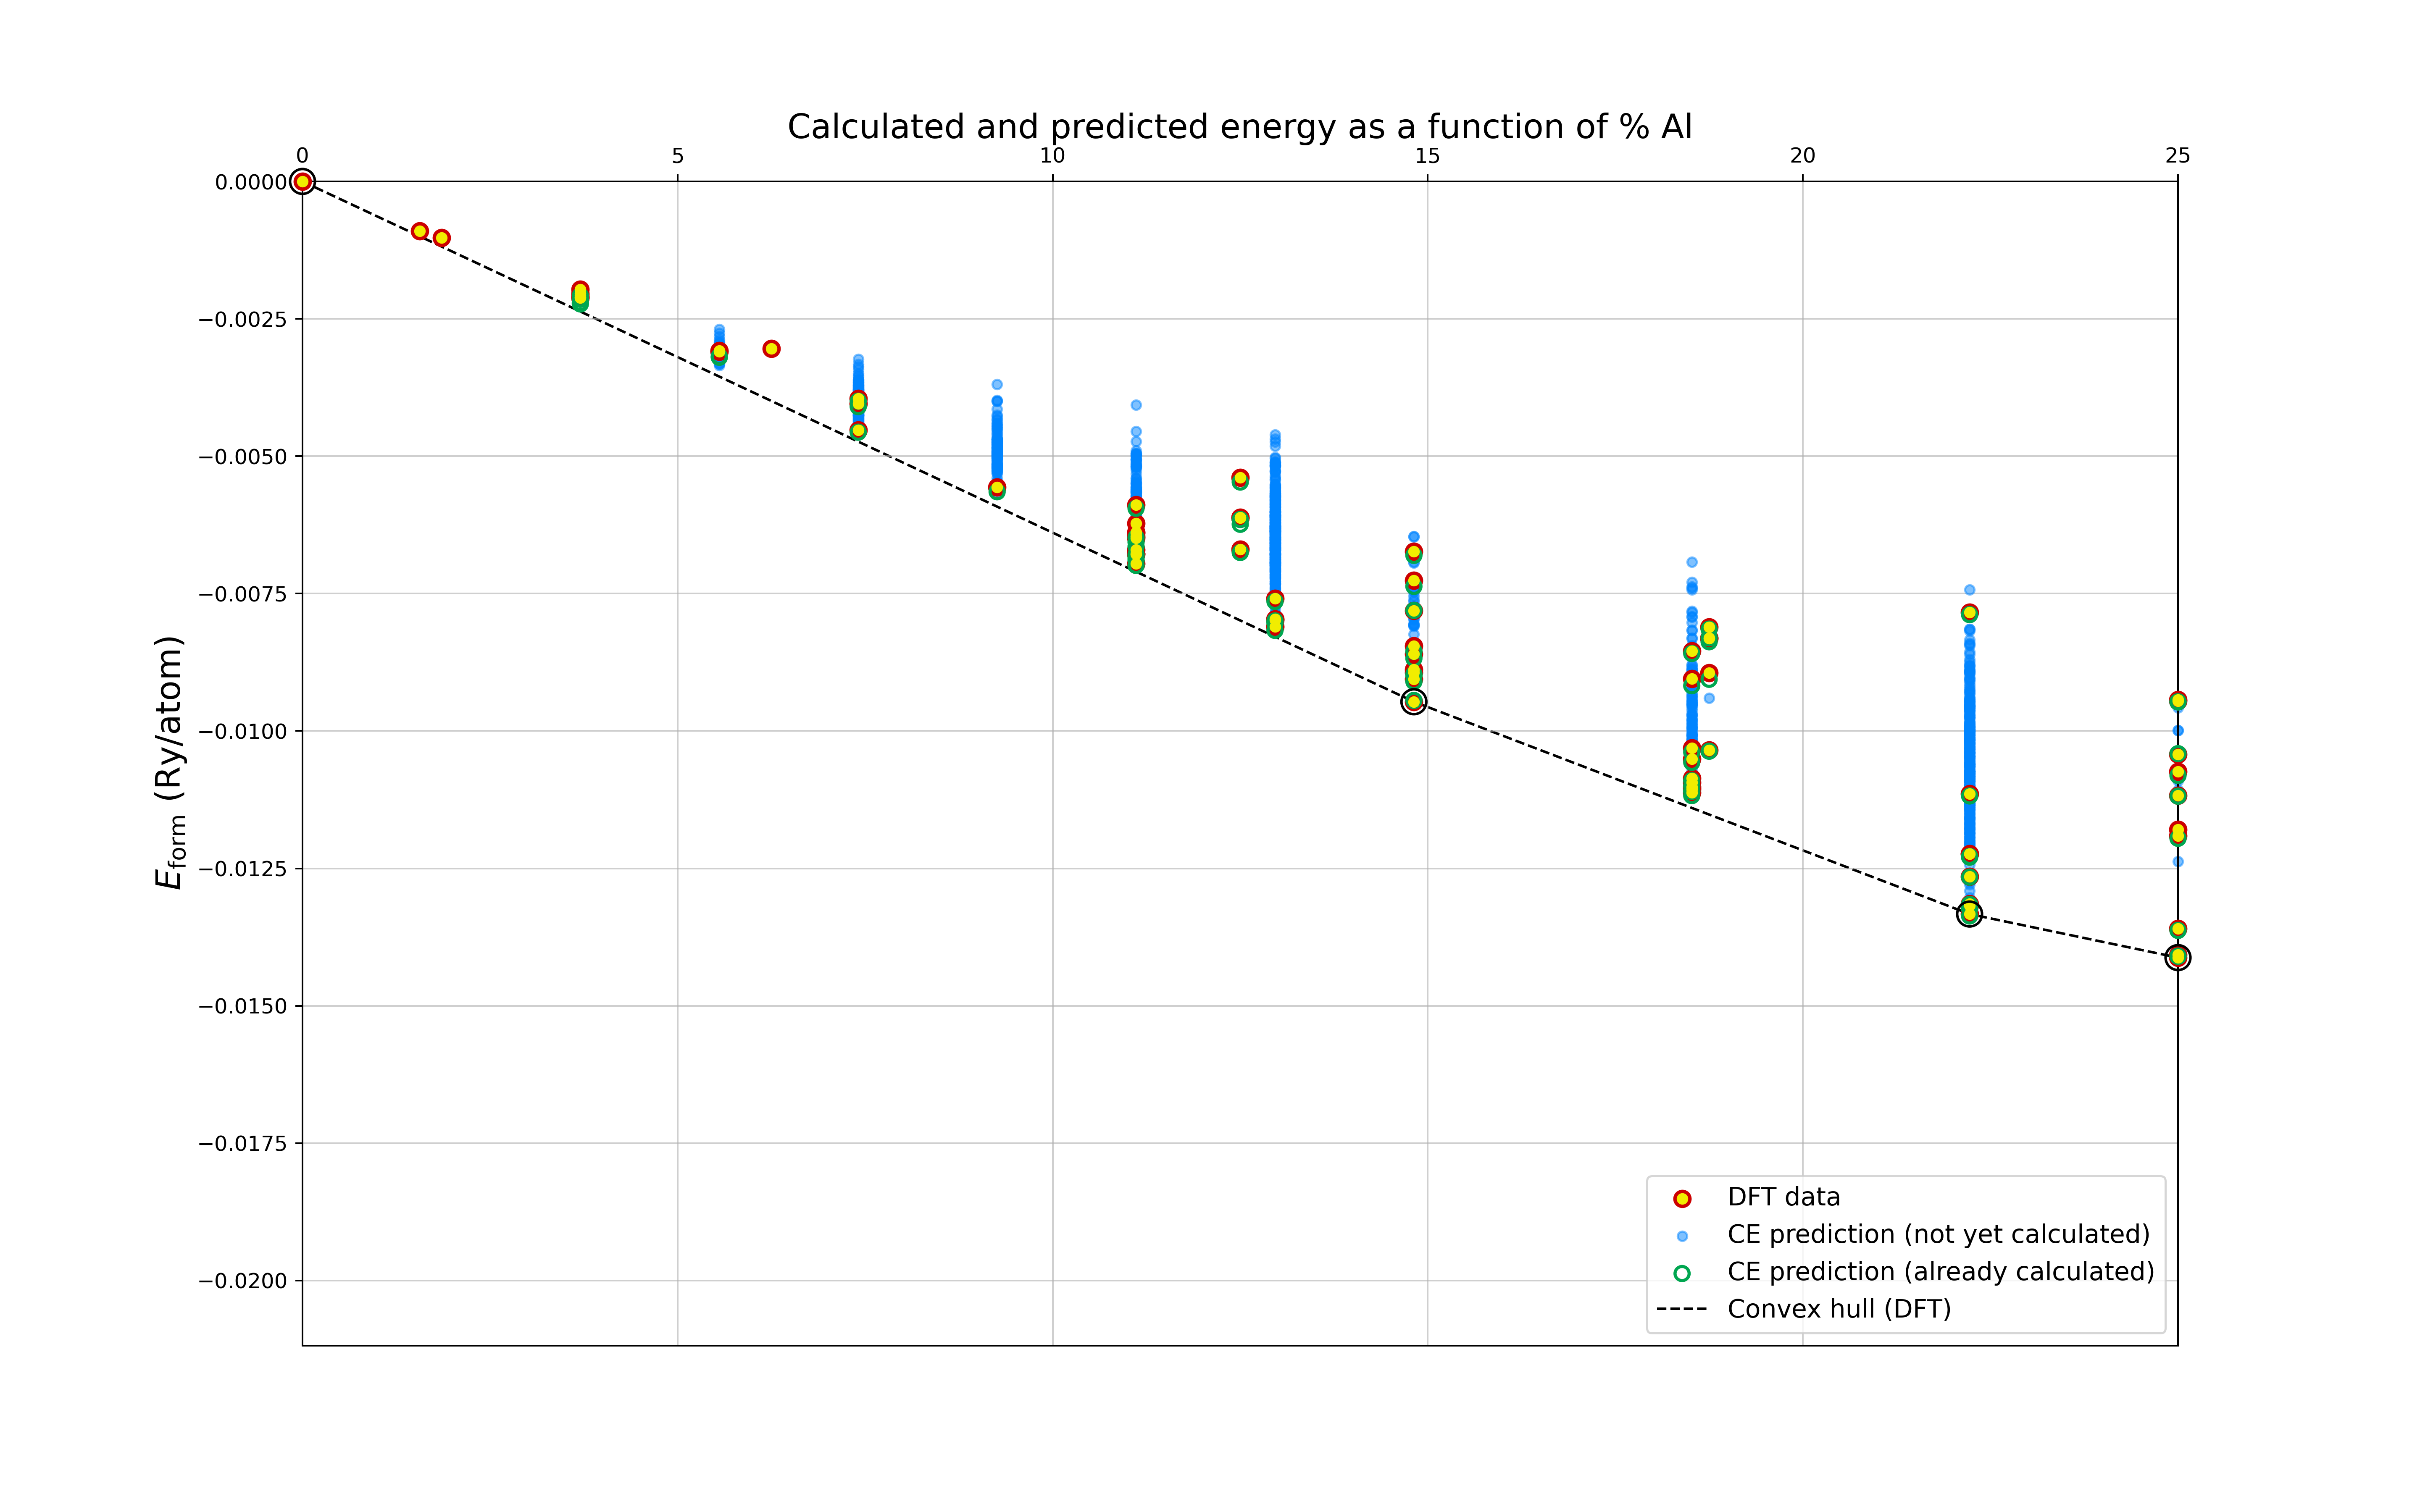 Calculated and predicted energy as a function of % Al
0 5 10 15 20 25
0.0000
−0.0025
−0.0050
−0.0075
−0.0100
−0.0125
−0.0150
−0.0175
−0.0200
E_form (Ry/atom)
DFT data
CE prediction (not yet calculated)
CE prediction (already calculated)
Convex hull (DFT)